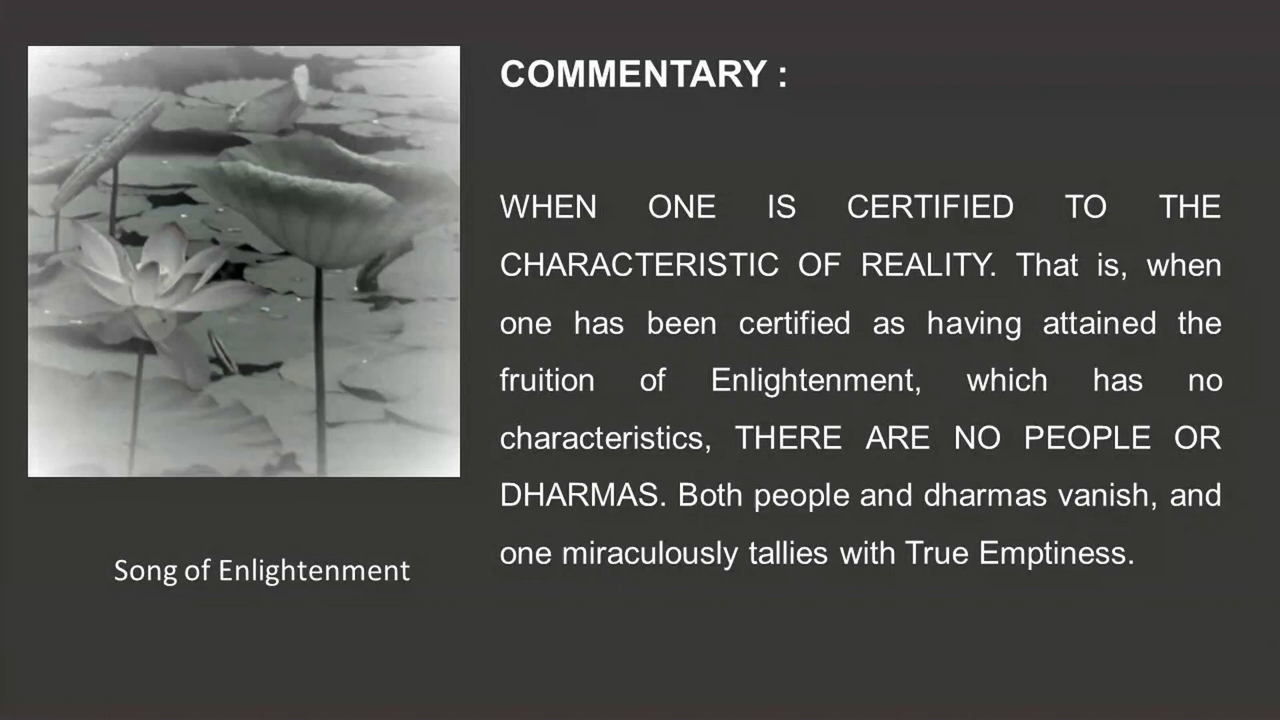 COMMENTARY :
WHEN ONE IS CERTIFIED TO THE
CHARACTERISTIC OF REALITY. That is, when
one has been certified as having attained the
fruition of Enlightenment, which has no
characteristics, THERE ARE NO PEOPLE OR
DHARMAS. Both people and dharmas vanish, and
one miraculously tallies with True Emptiness.
Song of Enlightenment